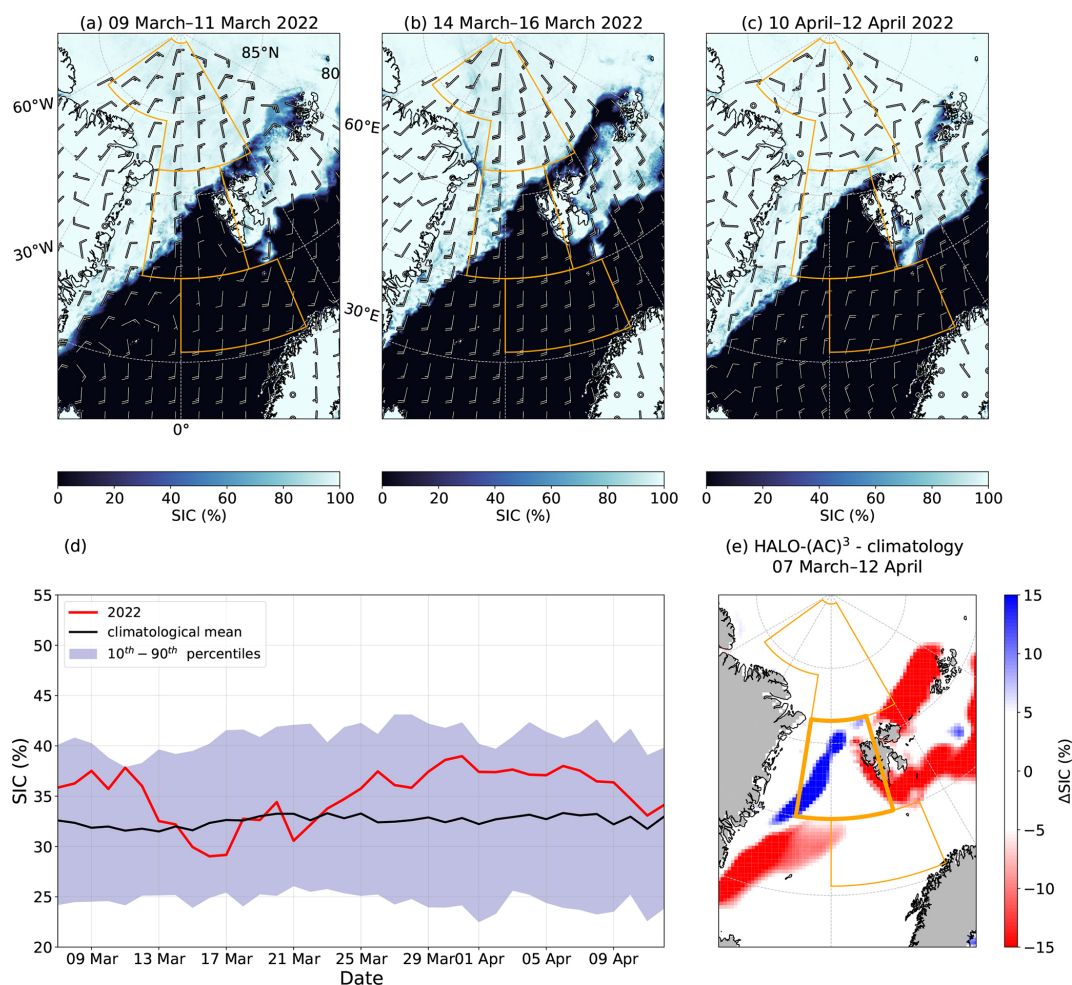 (a) 09 March–11 March 2022
(b) 14 March–16 March 2022
(c) 10 April–12 April 2022
85°N
80
60°W
60°E
30°W
30°E
0°
0 20 40 60 80 100
SIC (%)
0 20 40 60 80 100
SIC (%)
0 20 40 60 80 100
SIC (%)
(d)
(e) HALO-(AC)³ - climatology
07 March–12 April
2022
climatological mean
10th − 90th percentiles
55
50
45
40
35
30
25
20
SIC (%)
09 Mar 13 Mar 17 Mar 21 Mar 25 Mar 29 Mar 01 Apr 05 Apr 09 Apr
Date
15
10
5
0
−5
−10
−15
ΔSIC (%)